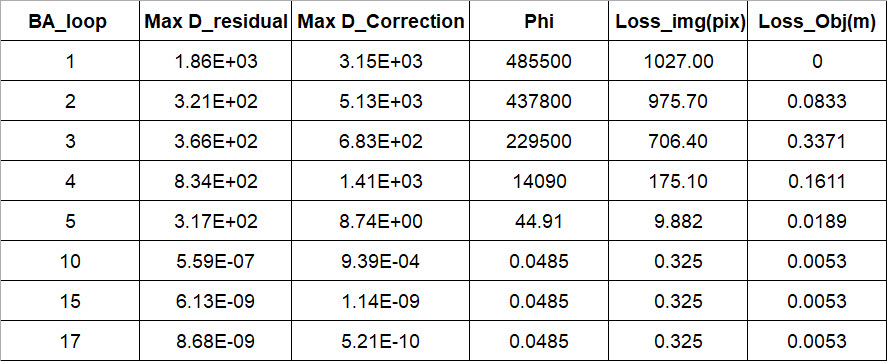 BA_loop Max D_residual Max D_Correction Phi Loss_img(pix) Loss_Obj(m)
1 1.86E+03 3.15E+03 485500 1027.00 0
2 3.21E+02 5.13E+03 437800 975.70 0.0833
3 3.66E+02 6.83E+02 229500 706.40 0.3371
4 8.34E+02 1.41E+03 14090 175.10 0.1611
5 3.17E+02 8.74E+00 44.91 9.882 0.0189
10 5.59E-07 9.39E-04 0.0485 0.325 0.0053
15 6.13E-09 1.14E-09 0.0485 0.325 0.0053
17 8.68E-09 5.21E-10 0.0485 0.325 0.0053